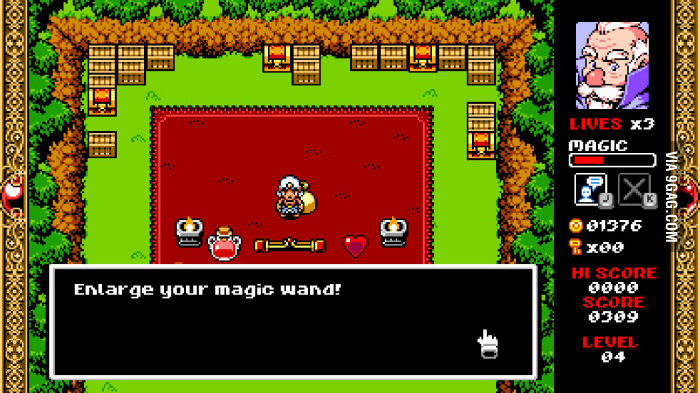 LIVES x3
MAGIC
J
K
01376
x00
HI SCORE
0000
SCORE
0309
LEVEL
04
Enlarge your magic wand!
VIA 9GAG.COM